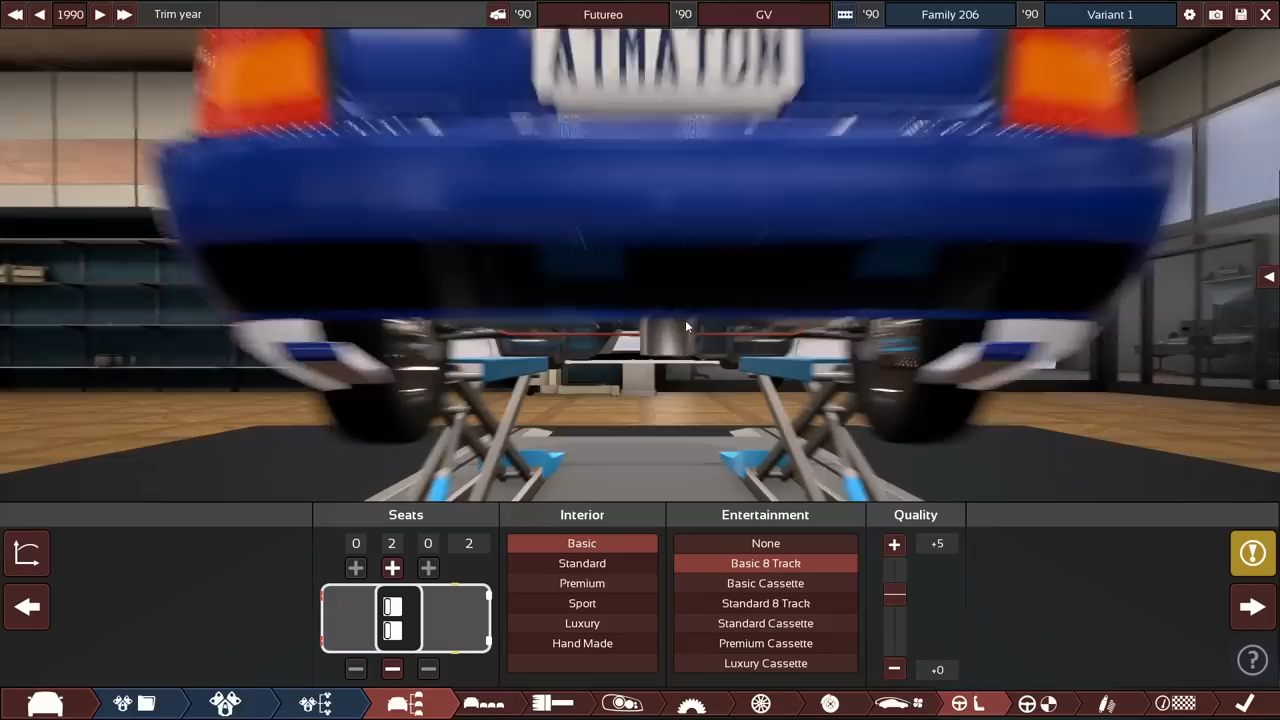 1990 Trim year '90 Futureo '90 GV '90 Family 206 '90 Variant 1
Seats Interior Entertainment Quality
0 2 0 2
+5
+0
Basic
Standard
Premium
Sport
Luxury
Hand Made
None
Basic 8 Track
Basic Cassette
Standard 8 Track
Standard Cassette
Premium Cassette
Luxury Cassette